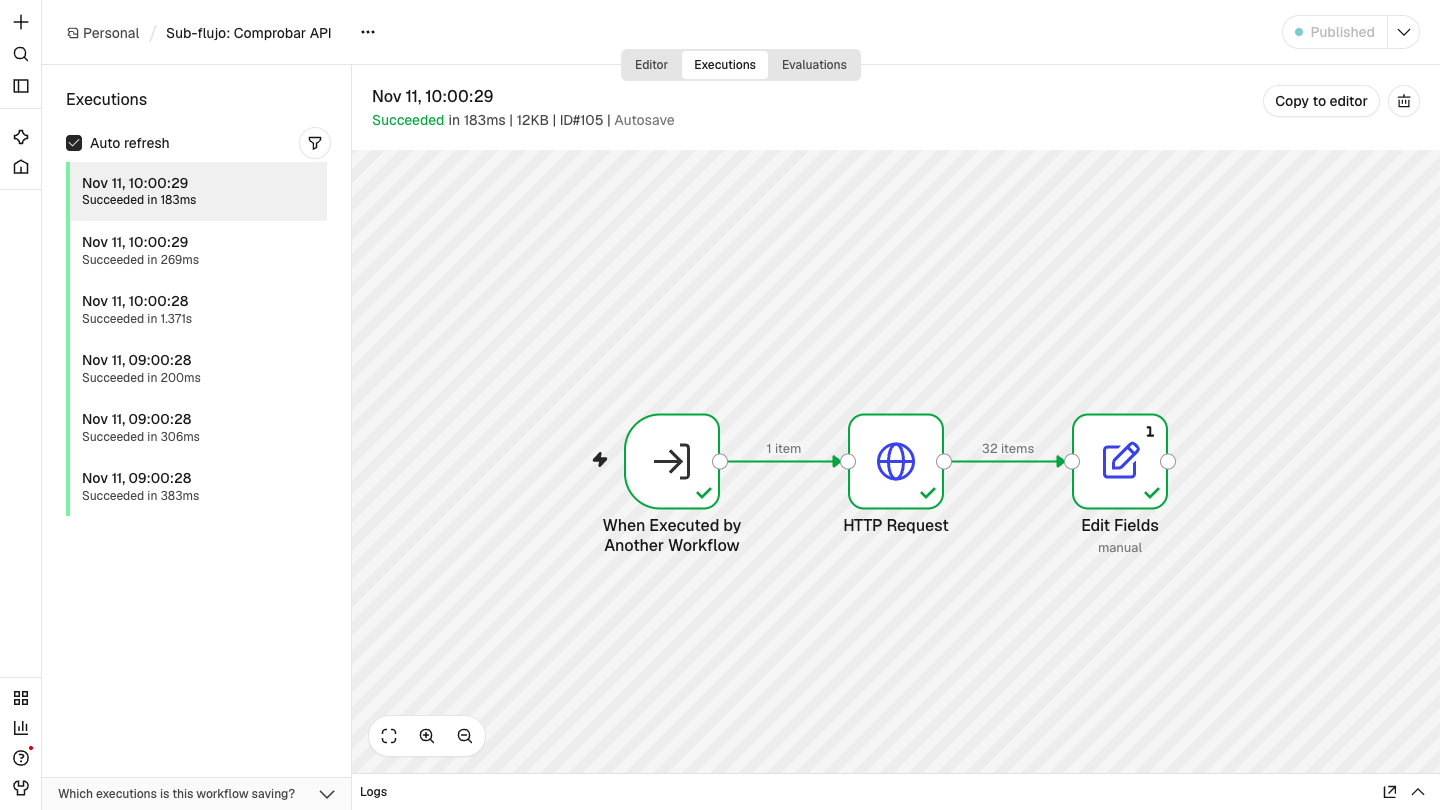 Personal / Sub-flujo: Comprobar API ...
Published
Editor Executions Evaluations
Executions
Auto refresh
Nov 11, 10:00:29
Succeeded in 183ms
Nov 11, 10:00:29
Succeeded in 269ms
Nov 11, 10:00:28
Succeeded in 1.371s
Nov 11, 09:00:28
Succeeded in 200ms
Nov 11, 09:00:28
Succeeded in 306ms
Nov 11, 09:00:28
Succeeded in 383ms
Which executions is this workflow saving?
Nov 11, 10:00:29
Succeeded in 183ms | 12KB | ID#105 | Autosave
Copy to editor
1 item
32 items
1
When Executed by
Another Workflow
HTTP Request
Edit Fields
manual
Logs